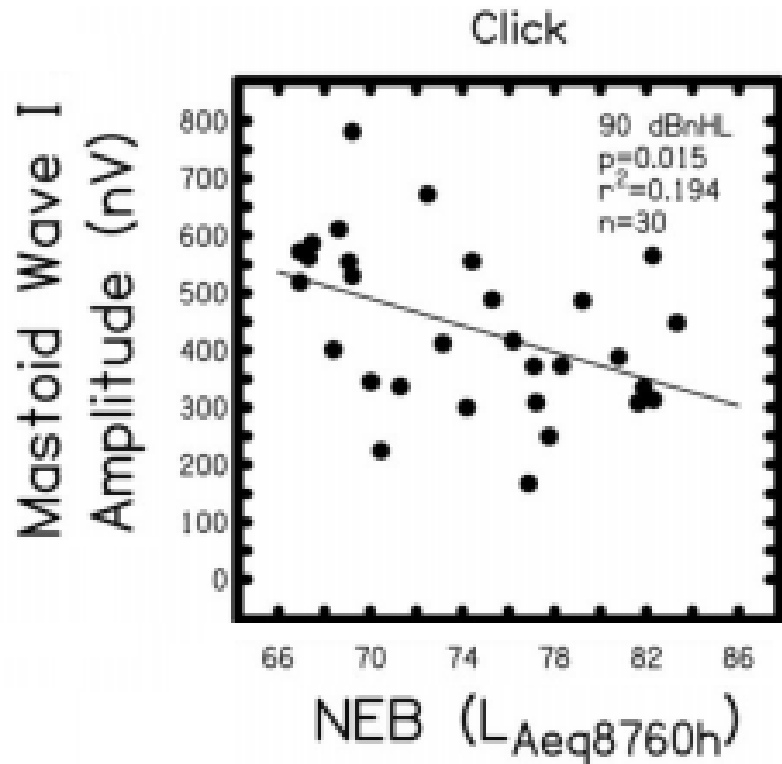 Click
Mastoid Wave I
Amplitude (nV)
800
700
600
500
400
300
200
100
0
90 dBnHL
p=0.015
r²=0.194
n=30
66 70 74 78 82 86
NEB (LAeq8760h)